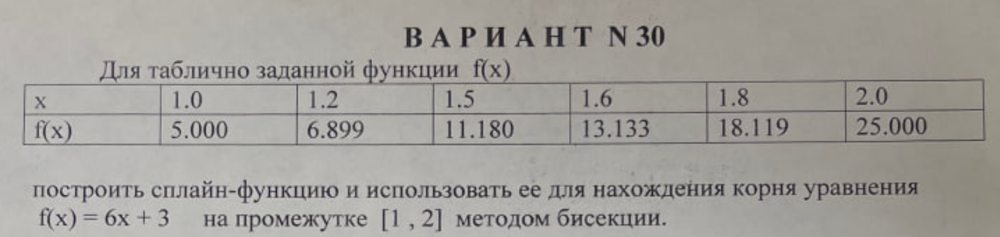 ВАРИАНТ N 30
Для таблично заданной функции f(x)
x 1.0 1.2 1.5 1.6 1.8 2.0
f(x) 5.000 6.899 11.180 13.133 18.119 25.000
построить сплайн-функцию и использовать ее для нахождения корня уравнения
f(x) = 6x + 3 на промежутке [1 , 2] методом бисекции.